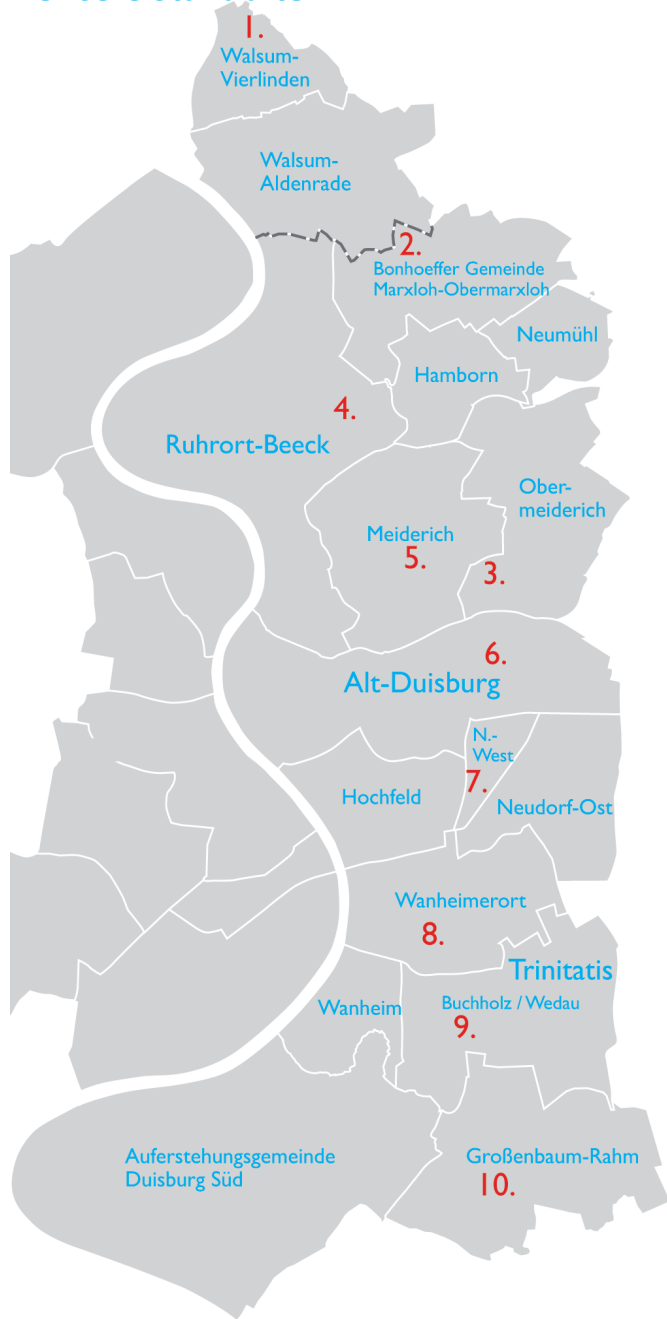 1.
Walsum-
Vierlinden
Walsum-
Aldenrade
2.
Bonhoeffer Gemeinde
Marxloh-Obermarxloh
Neumühl
Hamborn
4.
Ruhrort-Beeck
Ober-
meiderich
Meiderich
5.
3.
6.
Alt-Duisburg
N.-
West
7.
Hochfeld
Neudorf-Ost
Wanheimerort
8.
Trinitatis
Wanheim
Buchholz / Wedau
9.
Auferstehungsgemeinde
Duisburg Süd
Großenbaum-Rahm
10.